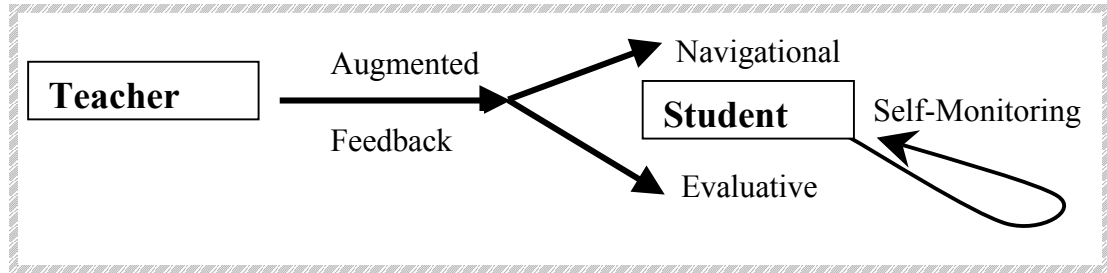 Teacher
Augmented
Feedback
Navigational
Student
Self-Monitoring
Evaluative